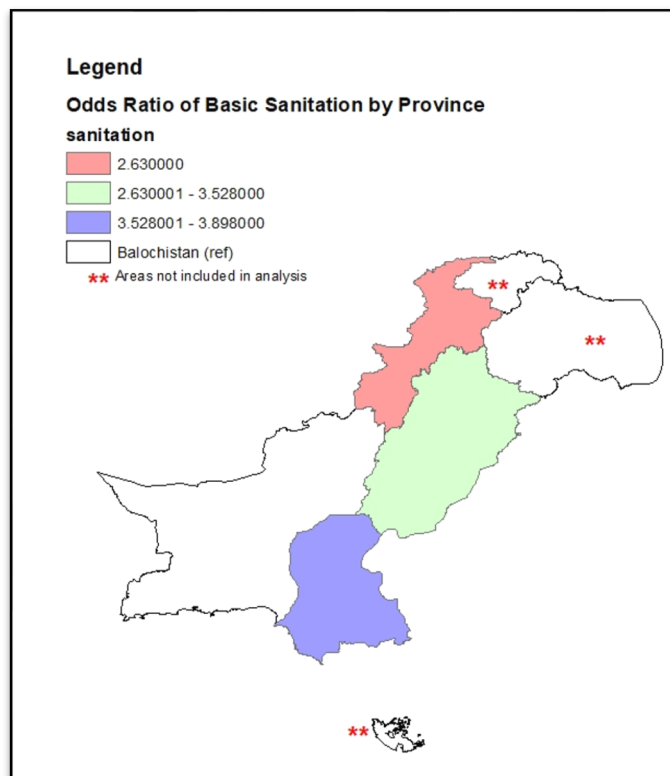 Legend
Odds Ratio of Basic Sanitation by Province
sanitation
2.630000
2.630001 - 3.528000
3.528001 - 3.898000
Balochistan (ref)
** Areas not included in analysis
**
**
**